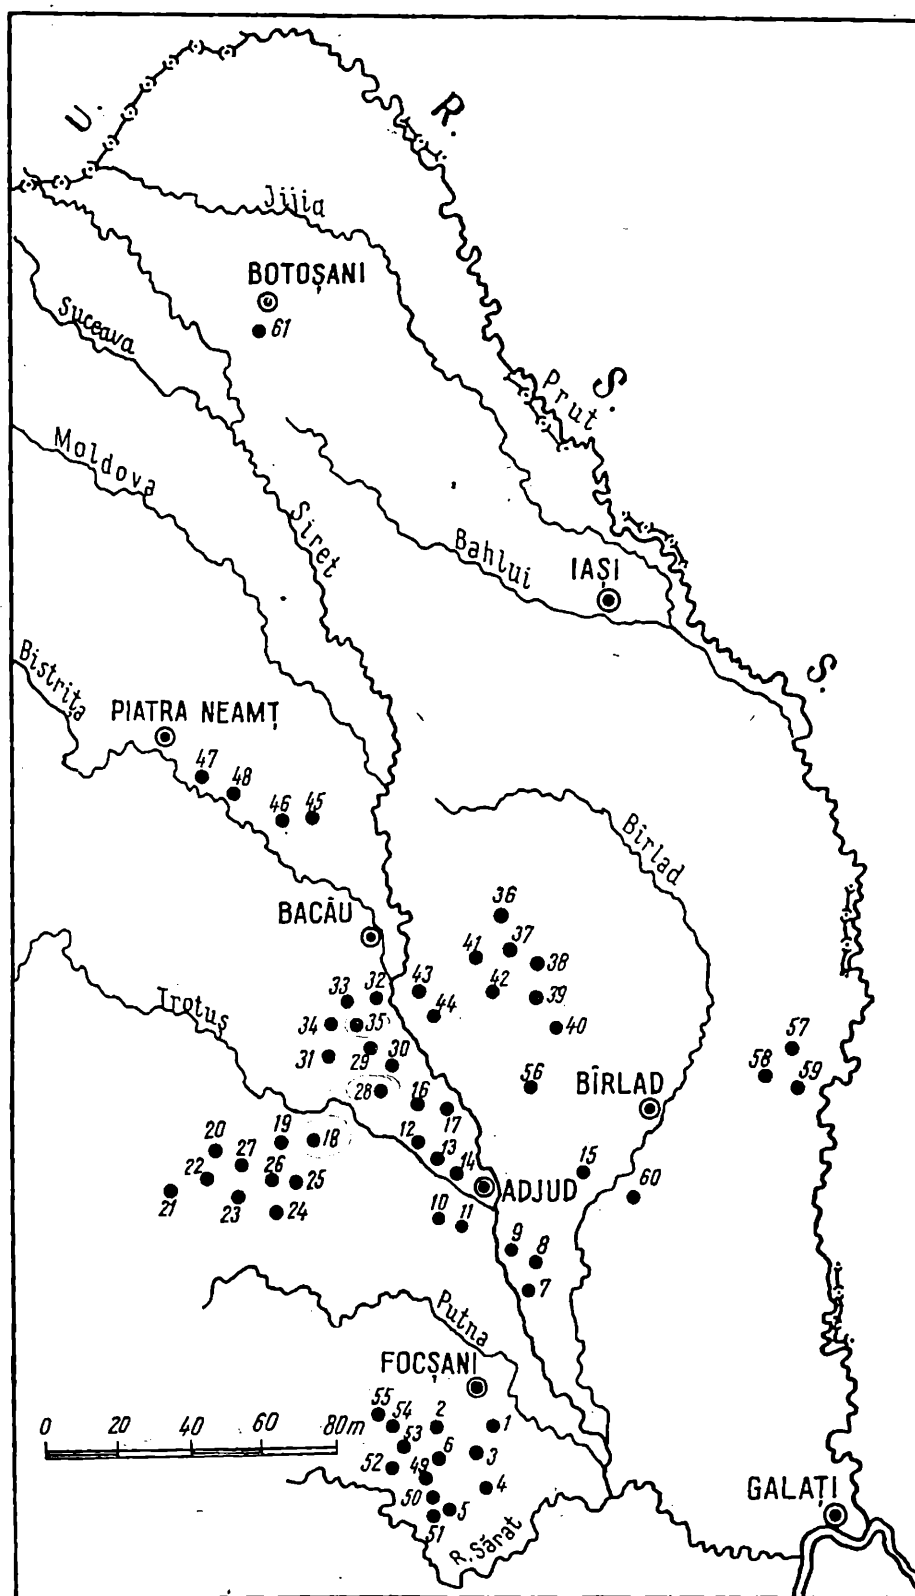 U. R. S. S.
Jijia
BOTOȘANI
61
Suceava
Prut
Moldova
Siret
Bahlui
IAȘI
Bistrița
PIATRA NEAMȚ
47
48
46 45
Bîrlad
36
BACĂU
41 37
38
33 32 43 42 39
Trotuș
34 35 44 40
57
31 29 30
58 59
28 16 56
BÎRLAD
17
20 19 18 12
27 13
22 26 25 14 15
ADJUD
60
21 23 24
10 11
9 8
7
Putna
FOCȘANI
55 54 2 1
0 20 40 60 80m
53 6 3
52 49 4
50 5
51
R. Sărat
GALAȚI